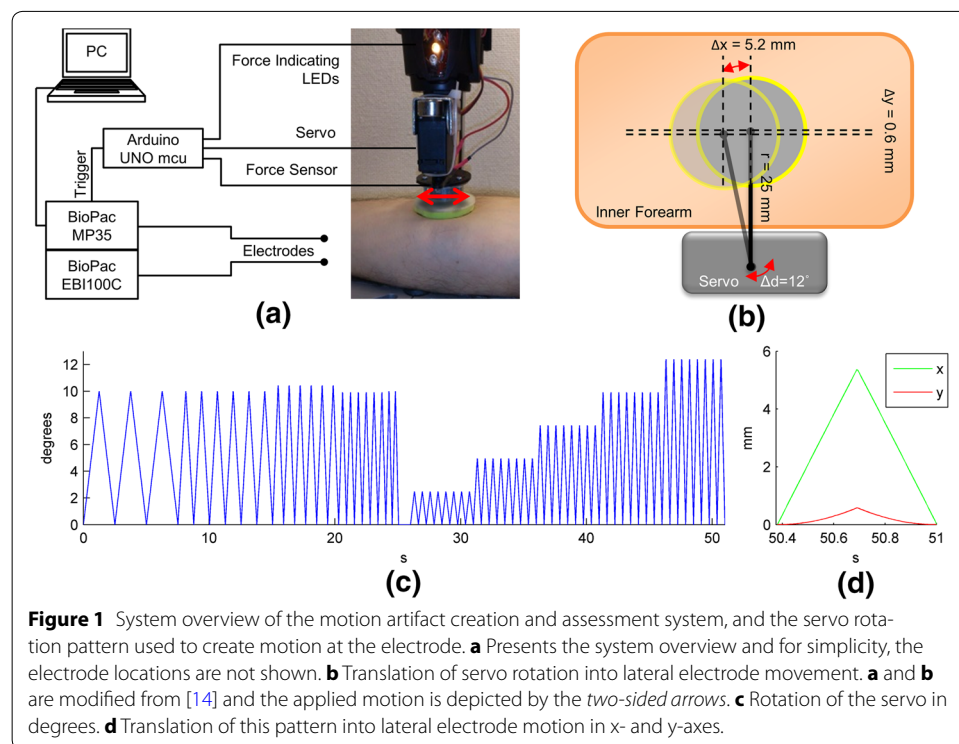 PC
Force Indicating
LEDs
Arduino
UNO mcu
Servo
Force Sensor
Trigger
BioPac
MP35
BioPac
EBI100C
Electrodes
(a)
Δx = 5.2 mm
Δy = 0.6 mm
r = 25 mm
Inner Forearm
Servo
Δd=12°
(b)
degrees
12
10
8
6
4
2
0
0 10 20 30 40 50
s
(c)
mm
6
4
2
0
x
y
50.4 50.6 50.8 51
s
(d)
Figure 1 System overview of the motion artifact creation and assessment system, and the servo rota-
tion pattern used to create motion at the electrode. a Presents the system overview and for simplicity, the
electrode locations are not shown. b Translation of servo rotation into lateral electrode movement. a and b
are modified from [14] and the applied motion is depicted by the two-sided arrows. c Rotation of the servo in
degrees. d Translation of this pattern into lateral electrode motion in x- and y-axes.